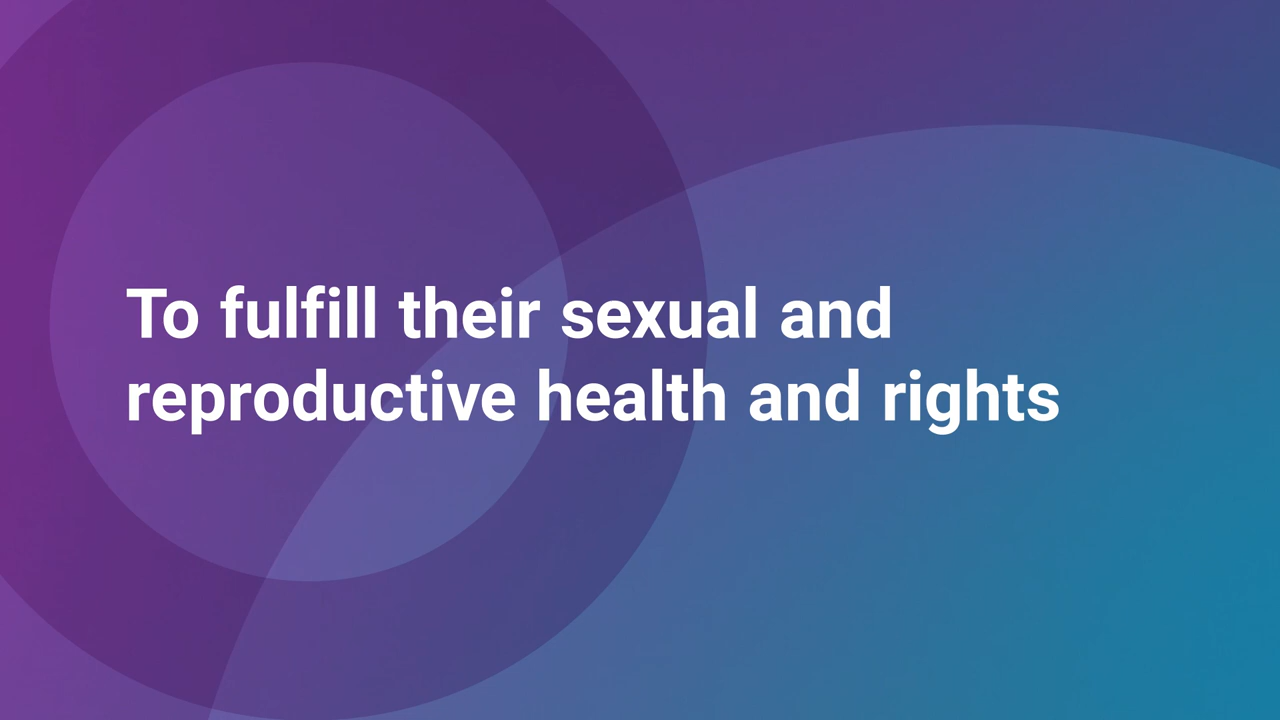 To fulfill their sexual and
reproductive health and rights